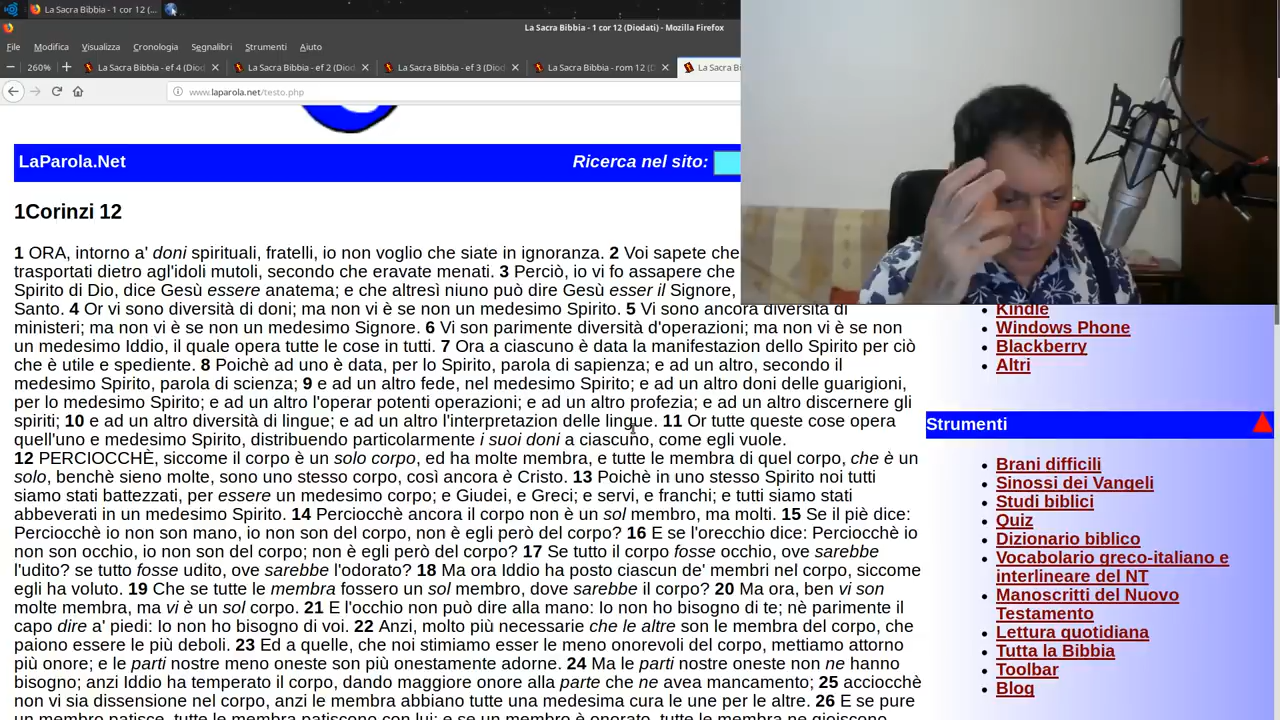 La Sacra Bibbia - 1 cor 12 (...
La Sacra Bibbia - 1 cor 12 (Diodati) - Mozilla Firefox
File Modifica Visualizza Cronologia Segnalibri Strumenti Aiuto
260% La Sacra Bibbia - ef 4 (Diod La Sacra Bibbia - ef 2 (Diod La Sacra Bibbia - ef 3 (Diod La Sacra Bibbia - rom 12 (D La Sacra B
www.laparola.net/testo.php
LaParola.Net Ricerca nel sito:
1Corinzi 12
1 ORA, intorno a' doni spirituali, fratelli, io non voglio che siate in ignoranza. 2 Voi sapete che
trasportati dietro agl'idoli mutoli, secondo che eravate menati. 3 Perciò, io vi fo assapere che
Spirito di Dio, dice Gesù essere anatema; e che altresì niuno può dire Gesù esser il Signore,
Santo. 4 Or vi sono diversità di doni; ma non vi è se non un medesimo Spirito. 5 Vi sono ancora diversità di
ministeri; ma non vi è se non un medesimo Signore. 6 Vi son parimente diversità d'operazioni; ma non vi è se non
un medesimo Iddio, il quale opera tutte le cose in tutti. 7 Ora a ciascuno è data la manifestazion dello Spirito per ciò
che è utile e spediente. 8 Poichè ad uno è data, per lo Spirito, parola di sapienza; e ad un altro, secondo il
medesimo Spirito, parola di scienza; 9 e ad un altro fede, nel medesimo Spirito; e ad un altro doni delle guarigioni,
per lo medesimo Spirito; e ad un altro l'operar potenti operazioni; e ad un altro profezia; e ad un altro discernere gli
spiriti; 10 e ad un altro diversità di lingue; e ad un altro l'interpretazion delle lingue. 11 Or tutte queste cose opera
quell'uno e medesimo Spirito, distribuendo particolarmente i suoi doni a ciascuno, come egli vuole.
12 PERCIOCCHÈ, siccome il corpo è un solo corpo, ed ha molte membra, e tutte le membra di quel corpo, che è un
solo, benchè sieno molte, sono uno stesso corpo, così ancora è Cristo. 13 Poichè in uno stesso Spirito noi tutti
siamo stati battezzati, per essere un medesimo corpo; e Giudei, e Greci; e servi, e franchi; e tutti siamo stati
abbeverati in un medesimo Spirito. 14 Perciocchè ancora il corpo non è un sol membro, ma molti. 15 Se il piè dice:
Perciocchè io non son mano, io non son del corpo, non è egli però del corpo? 16 E se l'orecchio dice: Perciocchè io
non son occhio, io non son del corpo; non è egli però del corpo? 17 Se tutto il corpo fosse occhio, ove sarebbe
l'udito? se tutto fosse udito, ove sarebbe l'odorato? 18 Ma ora Iddio ha posto ciascun de' membri nel corpo, siccome
egli ha voluto. 19 Che se tutte le membra fossero un sol membro, dove sarebbe il corpo? 20 Ma ora, ben vi son
molte membra, ma vi è un sol corpo. 21 E l'occhio non può dire alla mano: Io non ho bisogno di te; nè parimente il
capo dire a' piedi: Io non ho bisogno di voi. 22 Anzi, molto più necessarie che le altre son le membra del corpo, che
paiono essere le più deboli. 23 Ed a quelle, che noi stimiamo esser le meno onorevoli del corpo, mettiamo attorno
più onore; e le parti nostre meno oneste son più onestamente adorne. 24 Ma le parti nostre oneste non ne hanno
bisogno; anzi Iddio ha temperato il corpo, dando maggiore onore alla parte che ne avea mancamento; 25 acciocchè
non vi sia dissensione nel corpo, anzi le membra abbiano tutte una medesima cura le une per le altre. 26 E se pure
un membro patisce, tutte le membra patiscono con lui; e se un membro è onorato, tutte le membra ne gioiscono
Kindle
Windows Phone
Blackberry
Altri
Strumenti
Brani difficili
Sinossi dei Vangeli
Studi biblici
Quiz
Dizionario biblico
Vocabolario greco-italiano e
interlineare del NT
Manoscritti del Nuovo
Testamento
Lettura quotidiana
Tutta la Bibbia
Toolbar
Blog